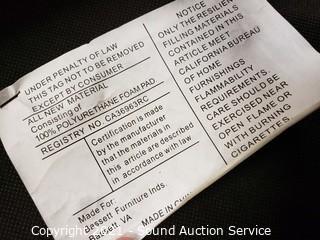 UNDER PENALTY OF LAW
THIS TAG NOT TO BE REMOVED
EXCEPT BY CONSUMER
ALL NEW MATERIAL
Consisting of
100% POLYURETHANE FOAM PAD
REGISTRY NO. CA36963RC
Certification is made
by the manufacturer
that the materials in
this article are described
in accordance with law
Made For:
Bassett Furniture Inds.
Bassett, VA
MADE IN CHINA
NOTICE
ONLY THE RESILIENT
FILLING MATERIALS
CONTAINED IN THIS
ARTICLE MEET
CALIFORNIA BUREAU
OF HOME
FURNISHINGS
FLAMMABILITY
REQUIREMENTS.
CARE SHOULD BE
EXERCISED NEAR
OPEN FLAME OR
WITH BURNING
CIGARETTES
Sound Auction Service